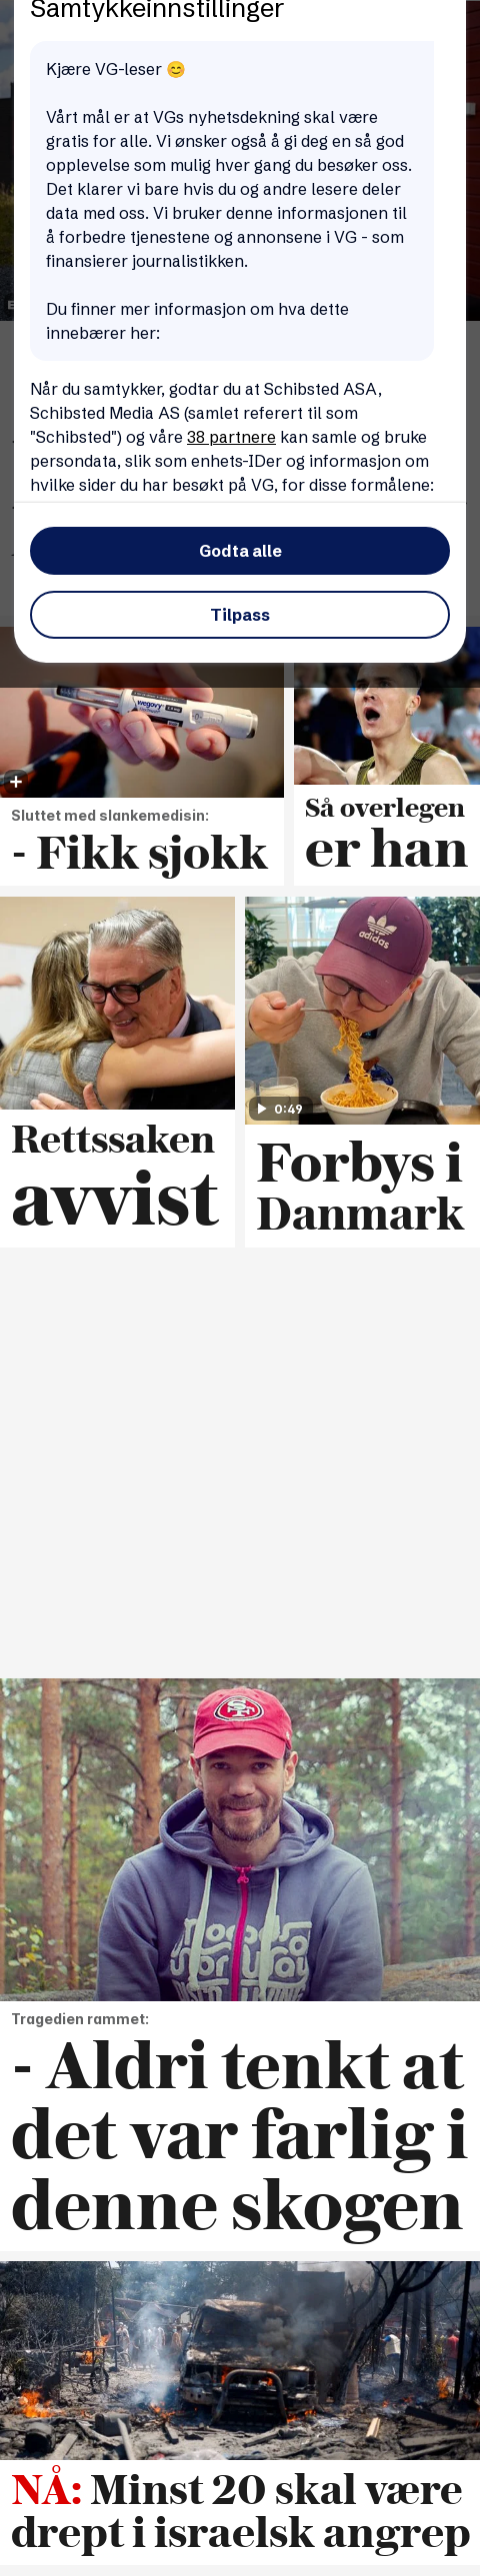 Samtykkeinnstillinger
Kjære VG-leser 😊
Vårt mål er at VGs nyhetsdekning skal være
gratis for alle. Vi ønsker også å gi deg en så god
opplevelse som mulig hver gang du besøker oss.
Det klarer vi bare hvis du og andre lesere deler
data med oss. Vi bruker denne informasjonen til
å forbedre tjenestene og annonsene i VG - som
finansierer journalistikken.
Du finner mer informasjon om hva dette
innebærer her:
Når du samtykker, godtar du at Schibsted ASA,
Schibsted Media AS (samlet referert til som
"Schibsted") og våre 38 partnere kan samle og bruke
persondata, slik som enhets-IDer og informasjon om
hvilke sider du har besøkt på VG, for disse formålene:
Godta alle
Tilpass
wegovy
Sluttet med slankemedisin:
- Fikk sjokk
Så overlegen
er han
Rettssaken
avvist
adidas
0:49
Forbys i
Danmark
Tragedien rammet:
- Aldri tenkt at
det var farlig i
denne skogen
NÅ: Minst 20 skal være
drept i israelsk angrep